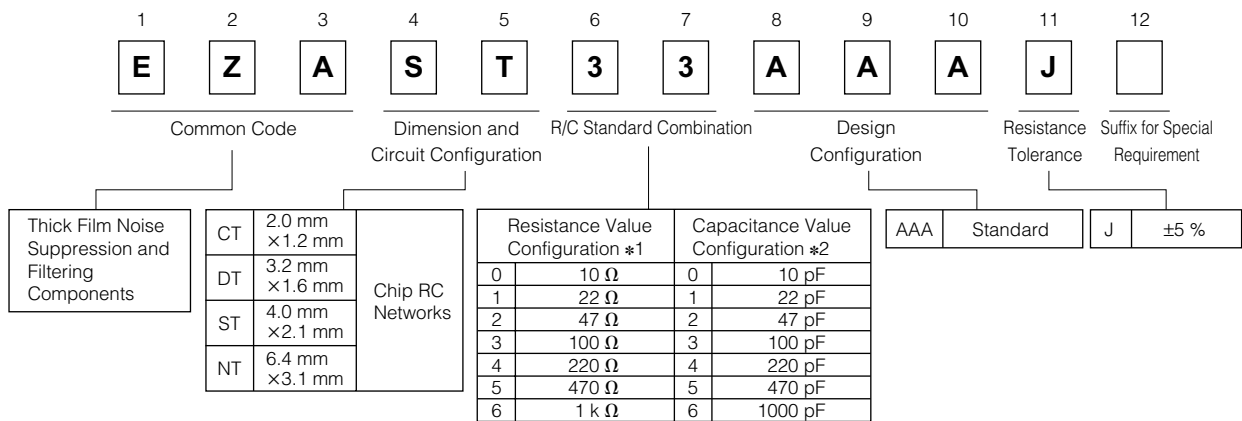 1 2 3 4 5 6 7 8 9 10 11 12
E Z A S T 3 3 A A A J
Common Code
Dimension and
Circuit Configuration
R/C Standard Combination
Design
Configuration
Resistance
Tolerance
Suffix for Special
Requirement
Thick Film Noise
Suppression and
Filtering
Components
CT 2.0 mm
×1.2 mm
DT 3.2 mm
×1.6 mm
ST 4.0 mm
×2.1 mm
NT 6.4 mm
×3.1 mm
Chip RC
Networks
Resistance Value
Configuration *1
Capacitance Value
Configuration *2
0 10 Ω 0 10 pF
1 22 Ω 1 22 pF
2 47 Ω 2 47 pF
3 100 Ω 3 100 pF
4 220 Ω 4 220 pF
5 470 Ω 5 470 pF
6 1 k Ω 6 1000 pF
AAA Standard
J ±5 %